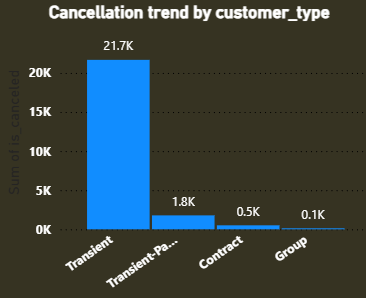 Cancellation trend by customer_type
Sum of is_canceled
20K
15K
10K
5K
0K
21.7K
1.8K
0.5K
0.1K
Transient
Transient-Pa...
Contract
Group